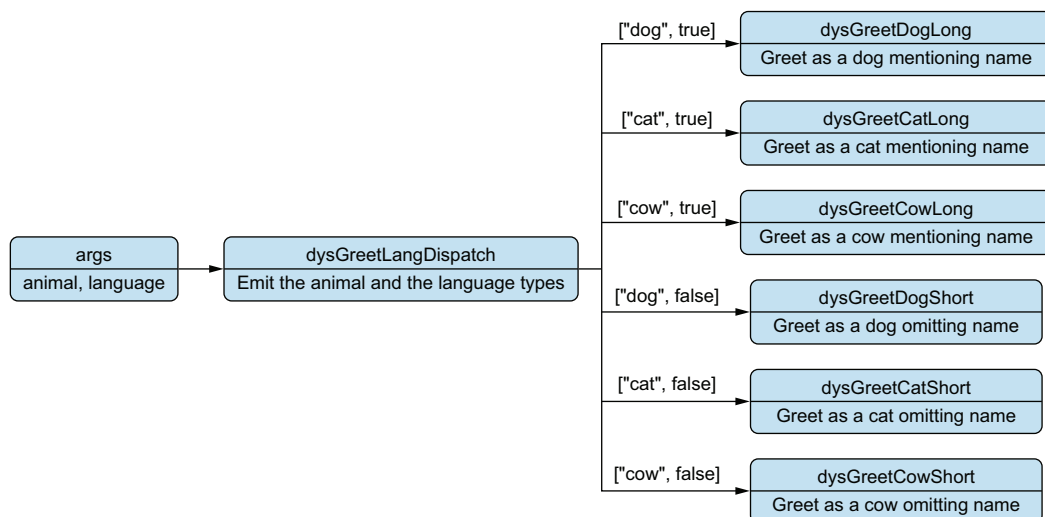 ["dog", true]
dysGreetDogLong
Greet as a dog mentioning name
["cat", true]
dysGreetCatLong
Greet as a cat mentioning name
["cow", true]
dysGreetCowLong
Greet as a cow mentioning name
args
animal, language
dysGreetLangDispatch
Emit the animal and the language types
["dog", false]
dysGreetDogShort
Greet as a dog omitting name
["cat", false]
dysGreetCatShort
Greet as a cat omitting name
["cow", false]
dysGreetCowShort
Greet as a cow omitting name